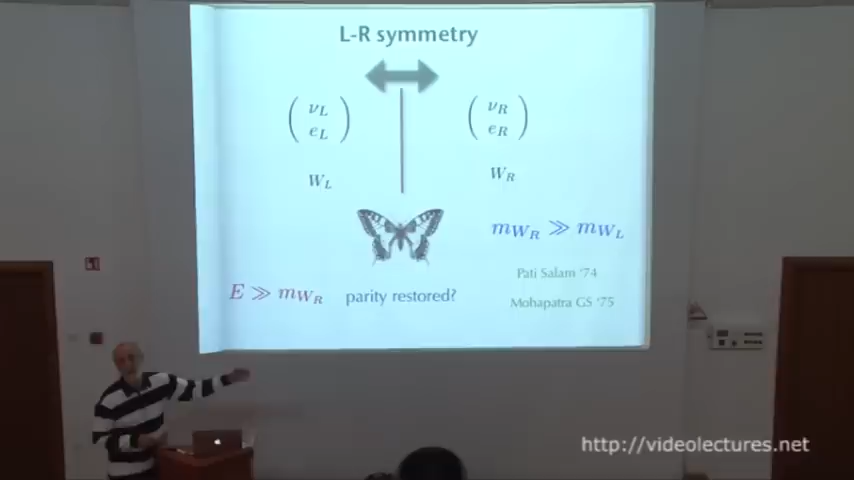 L-R symmetry
ν_L
e_L
ν_R
e_R
W_L
W_R
m_{W_R} ≫ m_{W_L}
Pati Salam '74
E ≫ m_{W_R} parity restored?
Mohapatra GS '75
http://videolectures.net